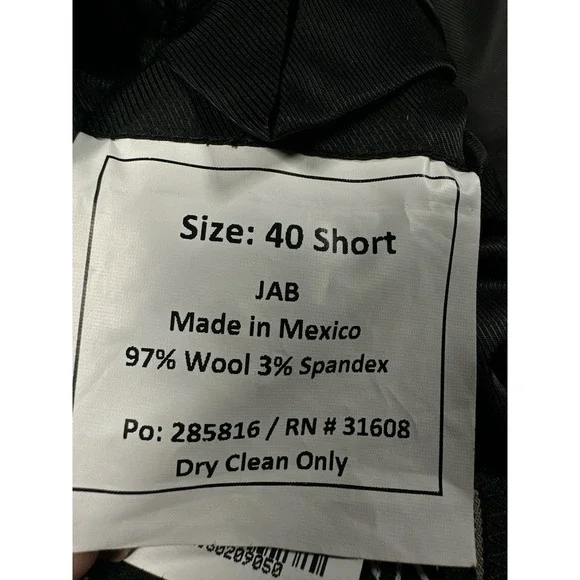 Size: 40 Short
JAB
Made in Mexico
97% Wool 3% Spandex
Po: 285816 / RN # 31608
Dry Clean Only